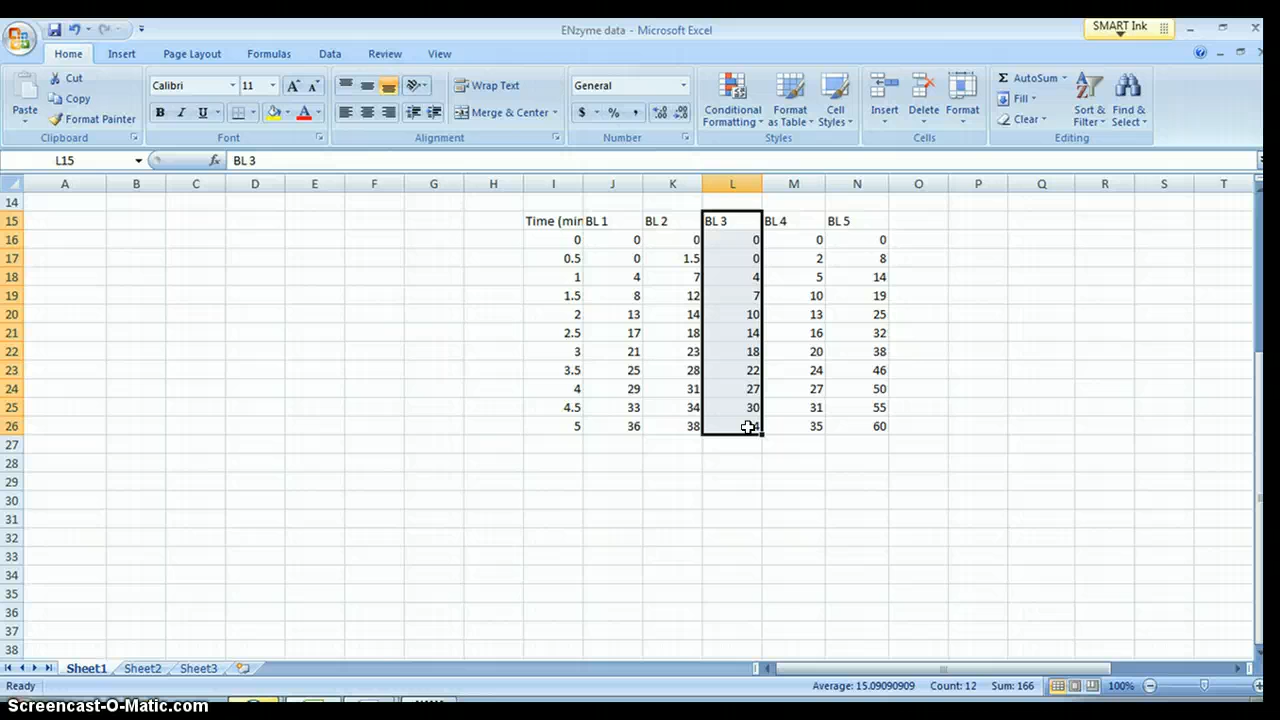 ENzyme data - Microsoft Excel
SMART Ink
Home Insert Page Layout Formulas Data Review View
Cut
Copy
Format Painter
Paste
Clipboard
Calibri 11
B I U
Font
Wrap Text
Merge & Center
Alignment
General
$ % ,
Number
Conditional Formatting
Format as Table
Cell Styles
Styles
Insert Delete Format
Cells
AutoSum
Fill
Clear
Sort & Filter
Find & Select
Editing
L15 fx BL 3
A B C D E F G H I J K L M N O P Q R S T
14
15 Time (min BL 1 BL 2 BL 3 BL 4 BL 5
16 0 0 0 0 0 0
17 0.5 0 1.5 0 2 8
18 1 4 7 4 5 14
19 1.5 8 12 7 10 19
20 2 13 14 10 13 25
21 2.5 17 18 14 16 32
22 3 21 23 18 20 38
23 3.5 25 28 22 24 46
24 4 29 31 27 27 50
25 4.5 33 34 30 31 55
26 5 36 38 35 60
27
28
29
30
31
32
33
34
35
36
37
38
Sheet1 Sheet2 Sheet3
Ready Average: 15.09090909 Count: 12 Sum: 166 100%
Screencast-O-Matic.com